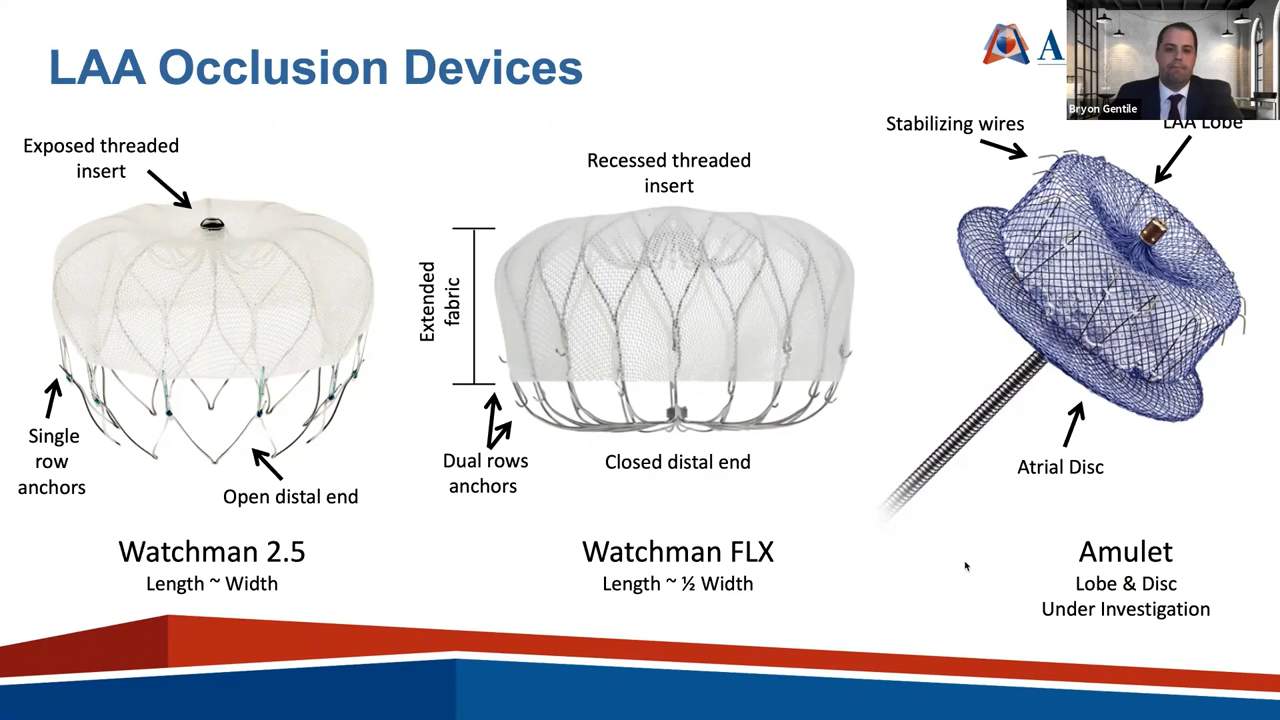 LAA Occlusion Devices
A
Bryon Gentile
Exposed threaded
insert
Recessed threaded
insert
Stabilizing wires
LAA Lobe
Extended
fabric
Single
row
anchors
Open distal end
Dual rows
anchors
Closed distal end
Atrial Disc
Watchman 2.5
Length ~ Width
Watchman FLX
Length ~ ½ Width
Amulet
Lobe & Disc
Under Investigation